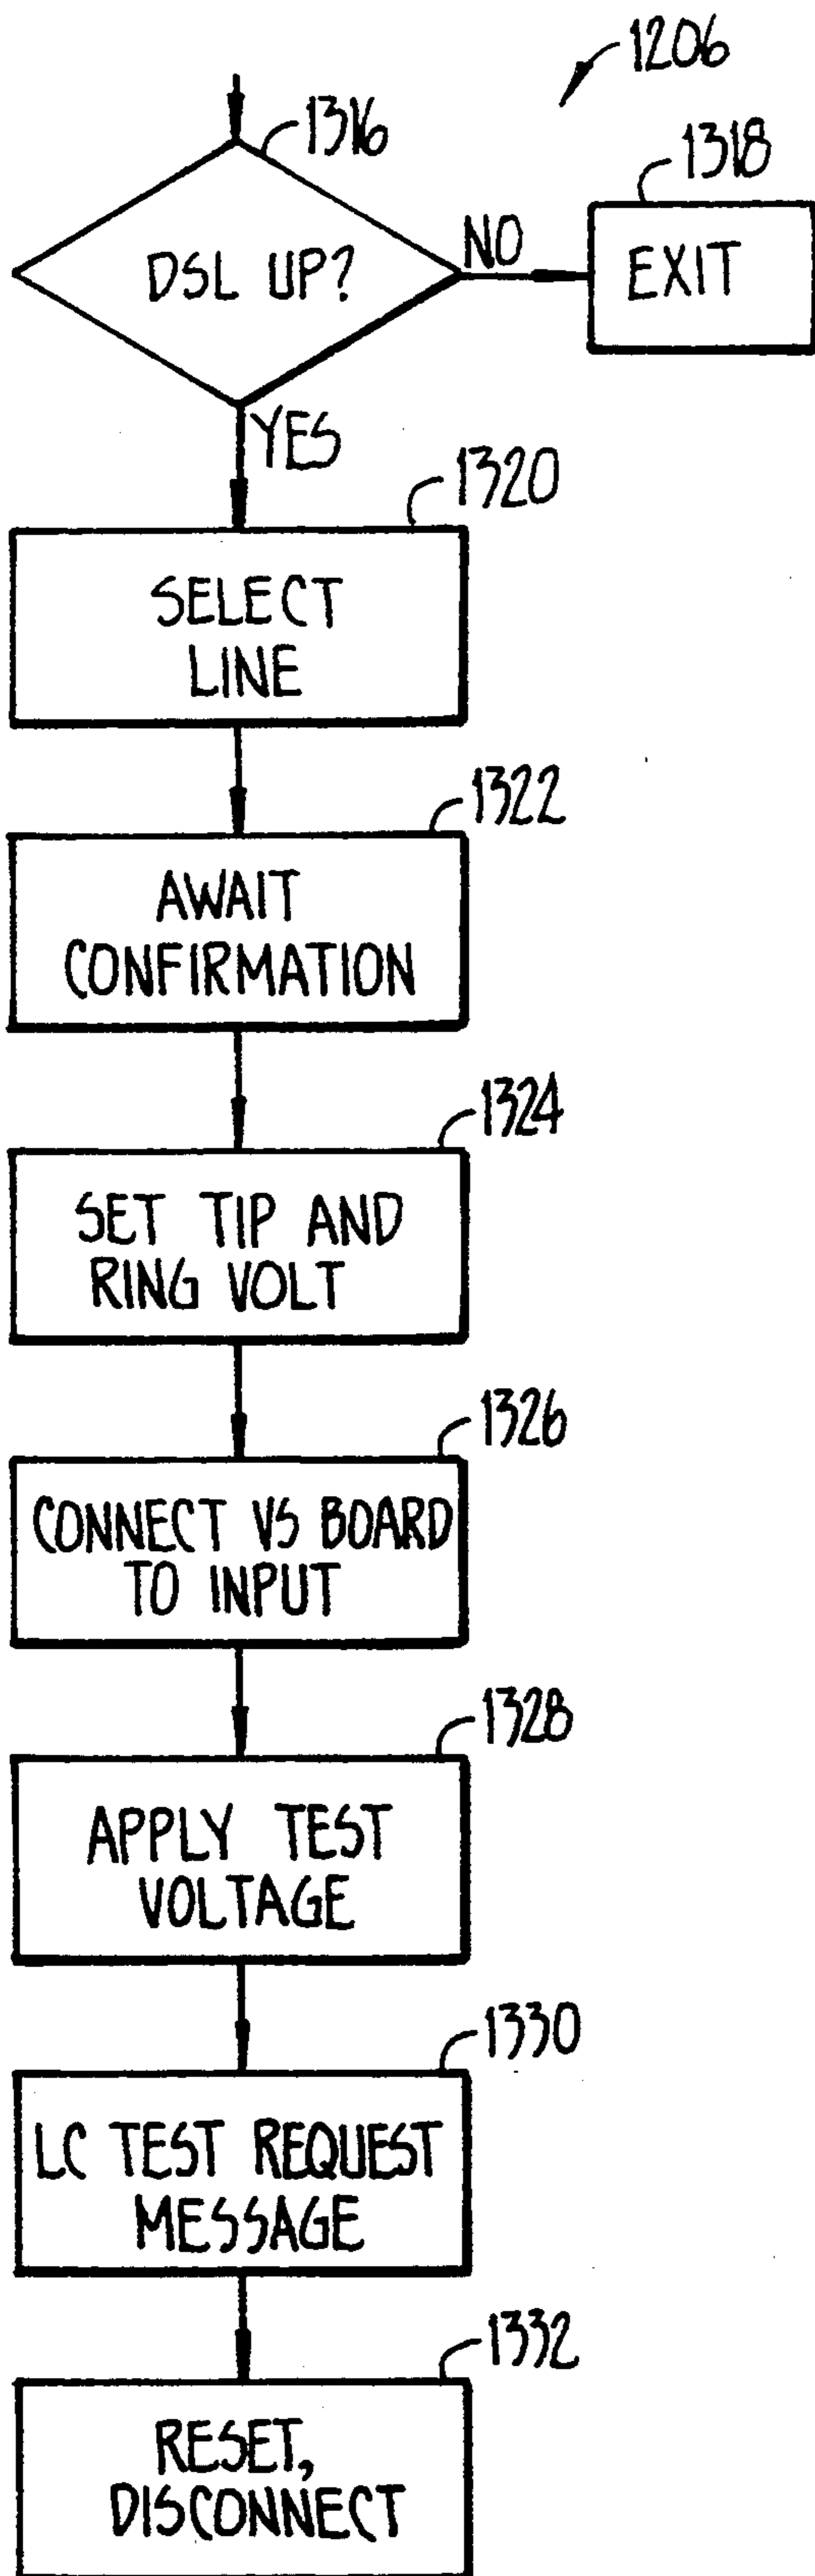 1206
1316
1318
DSL UP?
NO
EXIT
YES
1320
SELECT
LINE
1322
AWAIT
CONFIRMATION
1324
SET TIP AND
RING VOLT
1326
CONNECT VS BOARD
TO INPUT
1328
APPLY TEST
VOLTAGE
1330
LC TEST REQUEST
MESSAGE
1332
RESET,
DISCONNECT